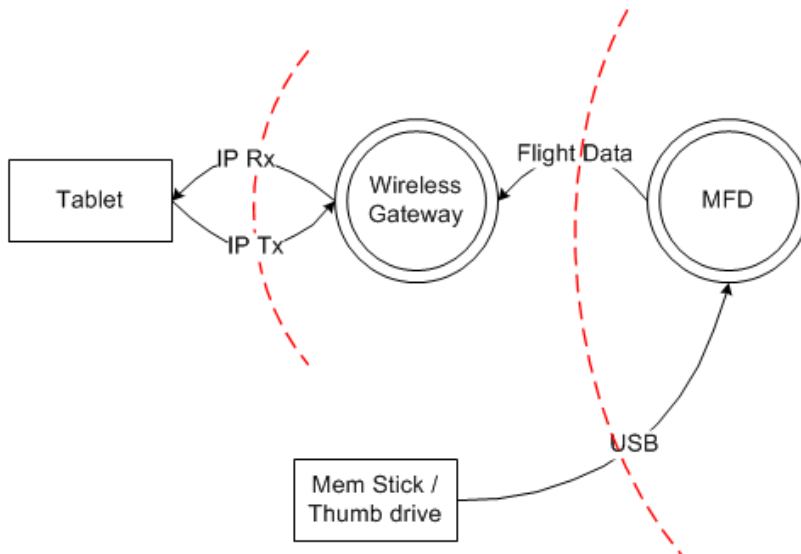 IP Rx
Flight Data
Tablet
Wireless
Gateway
MFD
IP Tx
USB
Mem Stick /
Thumb drive